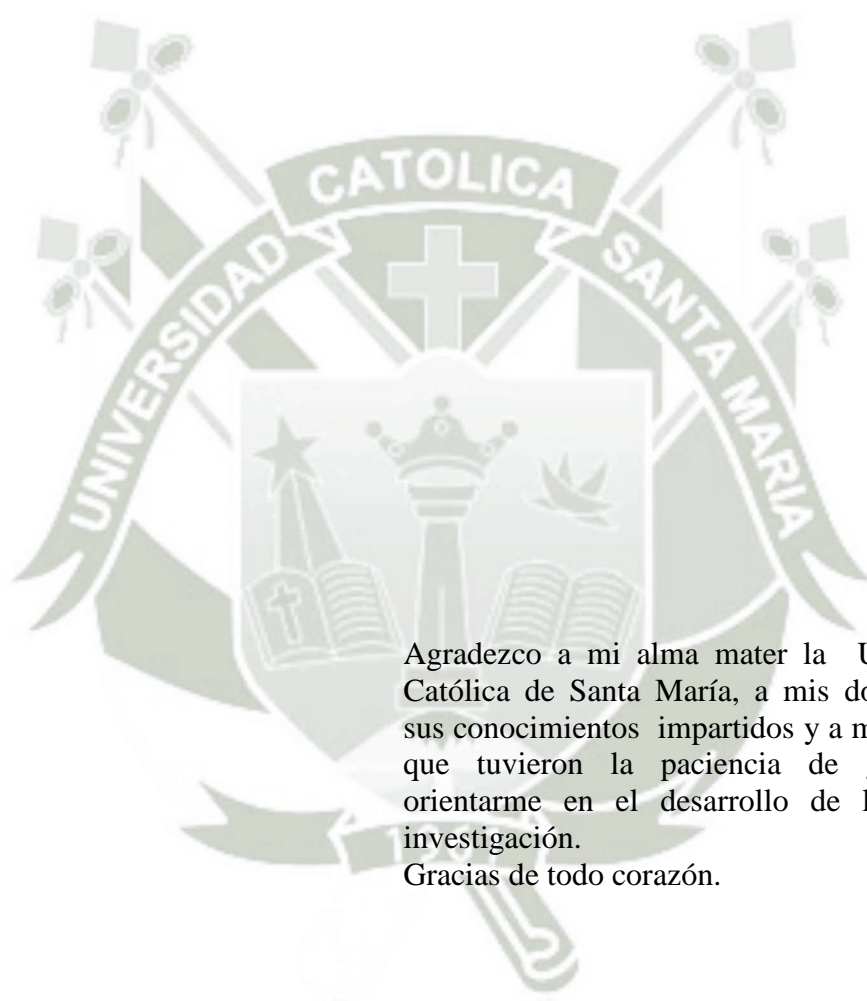 UNIVERSIDAD CATOLICA SANTA MARIA
Agradezco a mi alma mater la U
Católica de Santa María, a mis do
sus conocimientos impartidos y a m
que tuvieron la paciencia de
orientarme en el desarrollo de l
investigación.
Gracias de todo corazón.